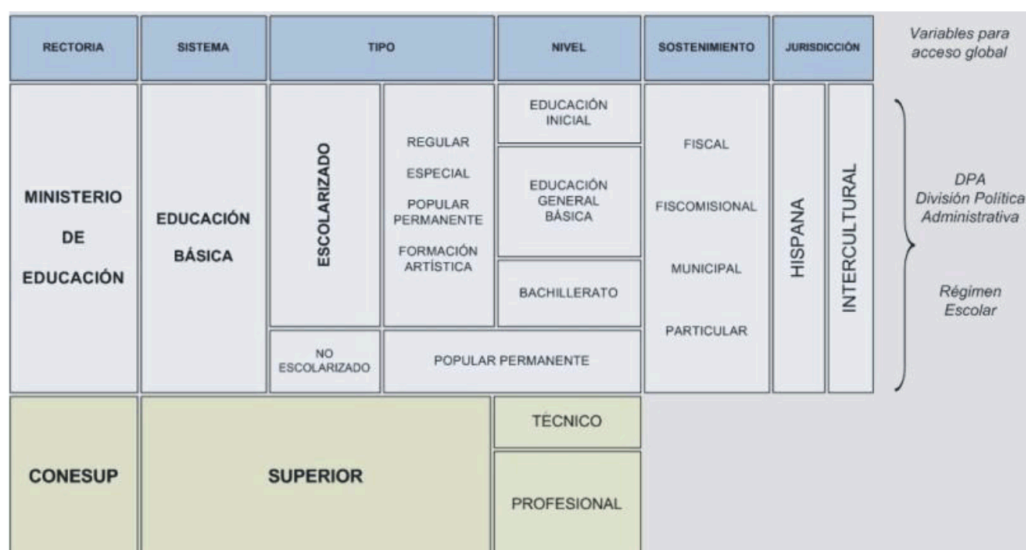 RECTORIA
SISTEMA
TIPO
NIVEL
SOSTENIMIENTO
JURISDICCIÓN
Variables para
acceso global
MINISTERIO
DE
EDUCACIÓN
EDUCACIÓN
BÁSICA
ESCOLARIZADO
REGULAR
ESPECIAL
POPULAR
PERMANENTE
FORMACIÓN
ARTÍSTICA
EDUCACIÓN
INICIAL
EDUCACIÓN
GENERAL
BÁSICA
BACHILLERATO
FISCAL
FISCOMISIONAL
MUNICIPAL
PARTICULAR
HISPANA
INTERCULTURAL
DPA
División Política
Administrativa
Régimen
Escolar
NO
ESCOLARIZADO
POPULAR PERMANENTE
CONESUP
SUPERIOR
TÉCNICO
PROFESIONAL